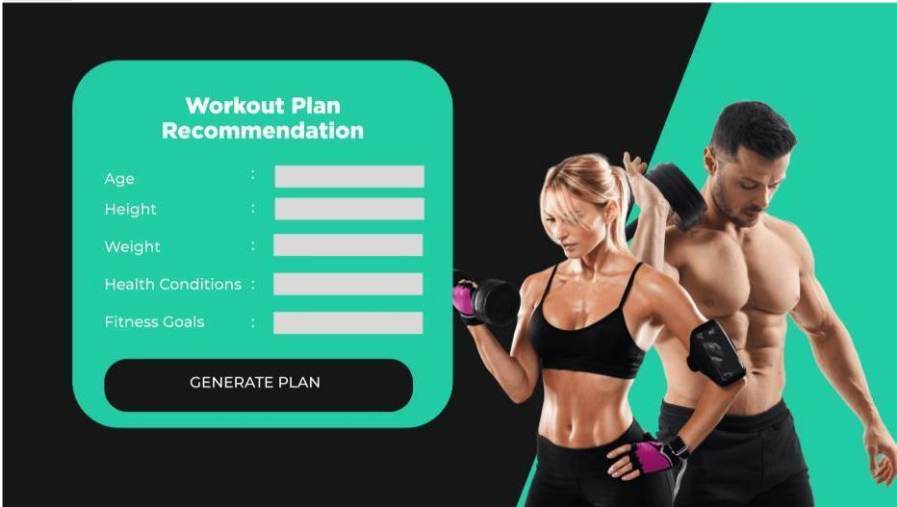 Workout Plan
Recommendation
Age :
Height :
Weight :
Health Conditions :
Fitness Goals :
GENERATE PLAN